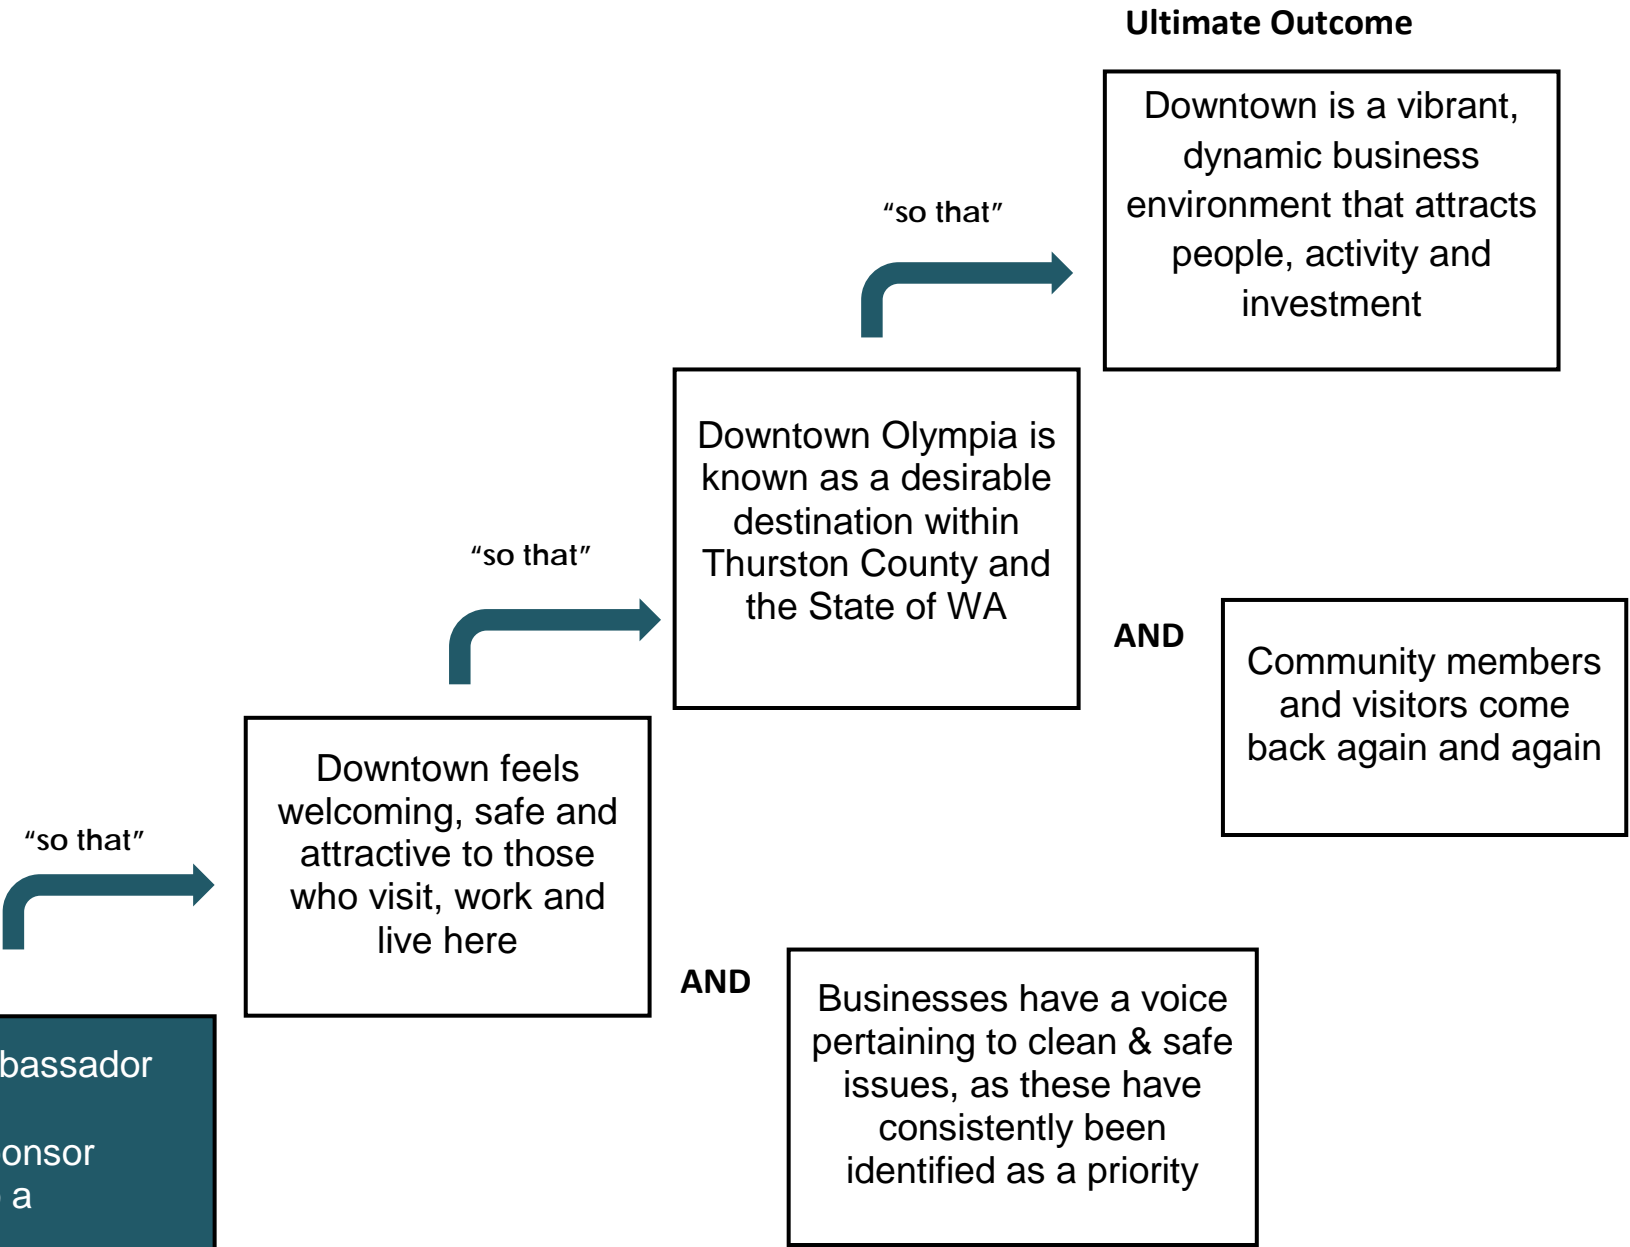 Ultimate Outcome
Downtown is a vibrant,
dynamic business
environment that attracts
people, activity and
investment
“so that”
Downtown Olympia is
known as a desirable
destination within
Thurston County and
the State of WA
“so that”
AND
Community members
and visitors come
back again and again
Downtown feels
welcoming, safe and
attractive to those
who visit, work and
live here
“so that”
AND
Businesses have a voice
pertaining to clean & safe
issues, as these have
consistently been
identified as a priority
bassador
onsor
a